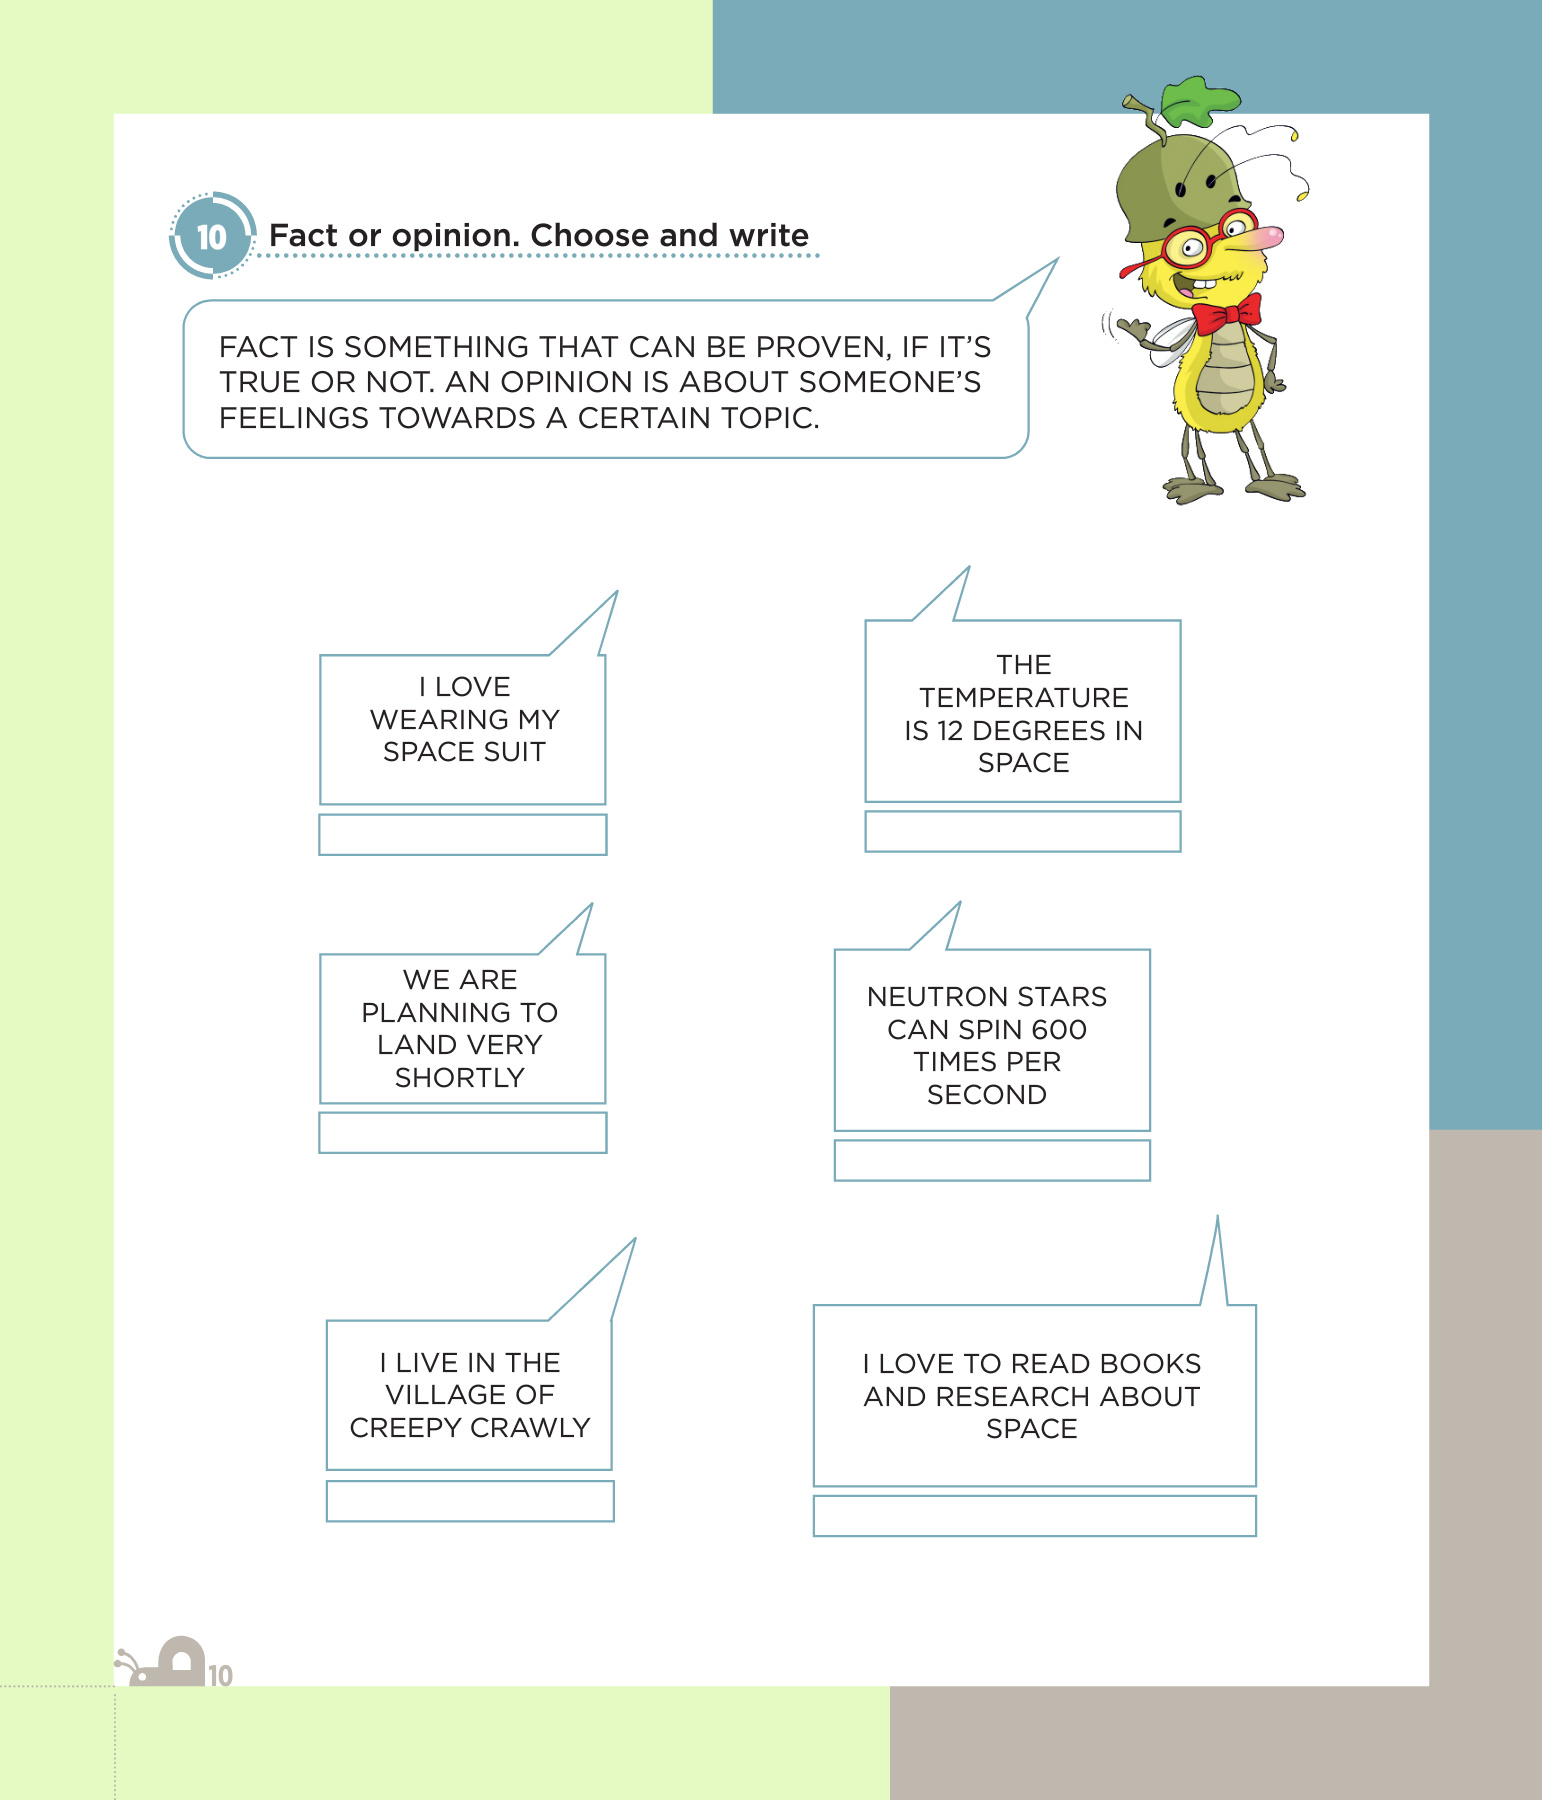 10
Fact or opinion. Choose and write
FACT IS SOMETHING THAT CAN BE PROVEN, IF IT'S
TRUE OR NOT. AN OPINION IS ABOUT SOMEONE'S
FEELINGS TOWARDS A CERTAIN TOPIC.
I LOVE
WEARING MY
SPACE SUIT
THE
TEMPERATURE
IS 12 DEGREES IN
SPACE
WE ARE
PLANNING TO
LAND VERY
SHORTLY
NEUTRON STARS
CAN SPIN 600
TIMES PER
SECOND
I LIVE IN THE
VILLAGE OF
CREEPY CRAWLY
I LOVE TO READ BOOKS
AND RESEARCH ABOUT
SPACE
10